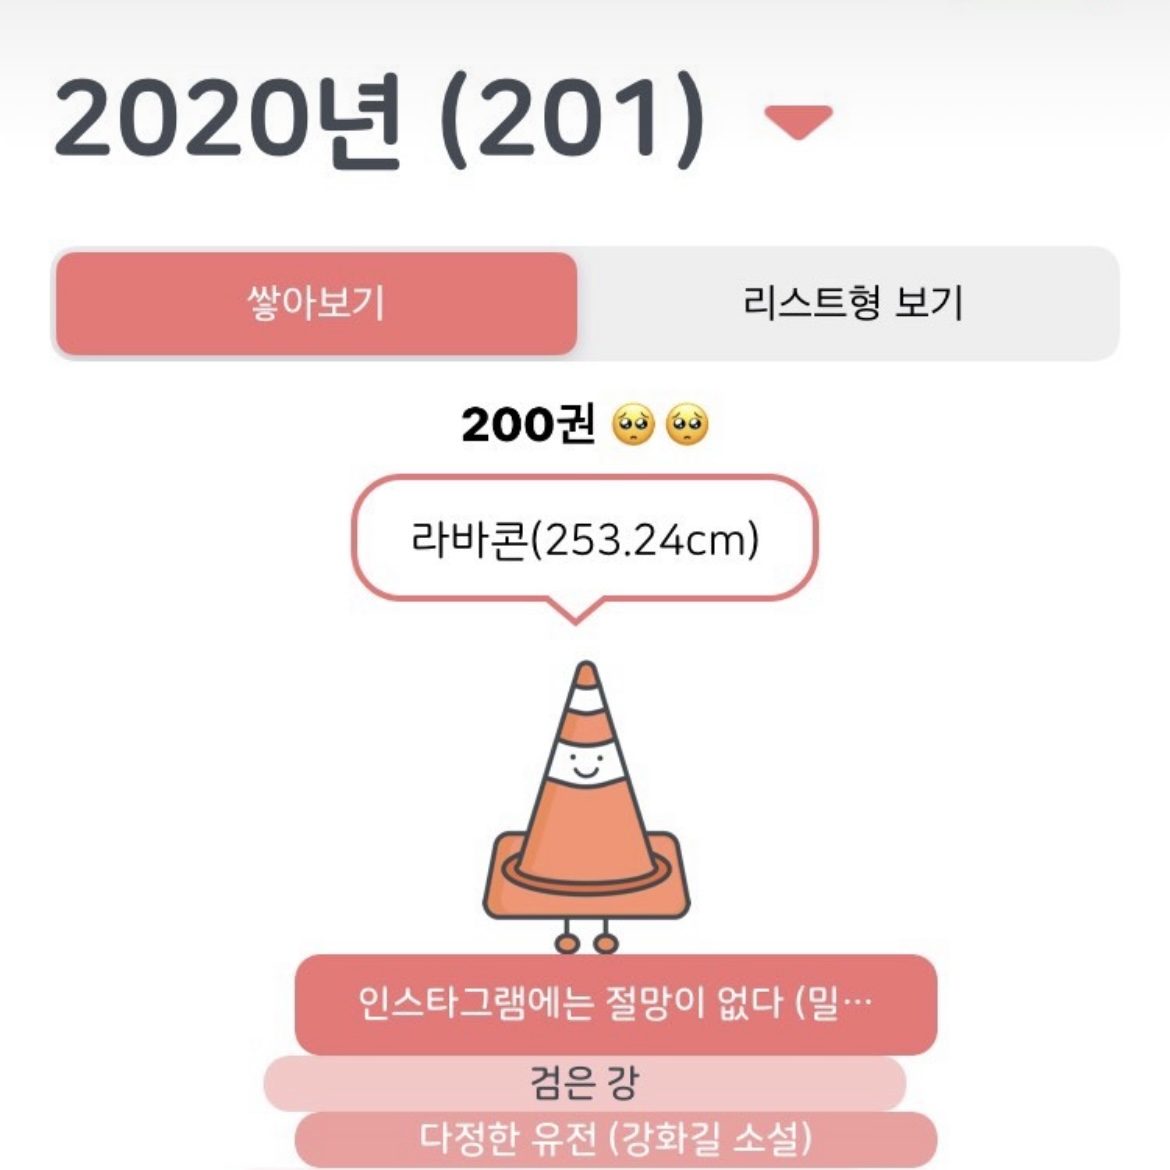 2020년 (201)
쌓아보기
리스트형 보기
200권 🥺🥺
라바콘(253.24cm)
인스타그램에는 절망이 없다 (밀…
검은 강
다정한 유전 (강화길 소설)